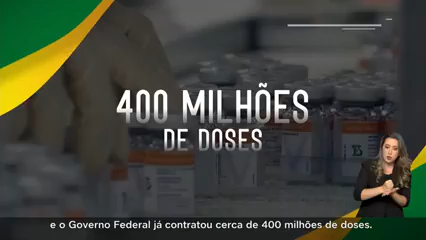 400 MILHÕES
DE DOSES
e o Governo Federal já contratou cerca de 400 milhões de doses.